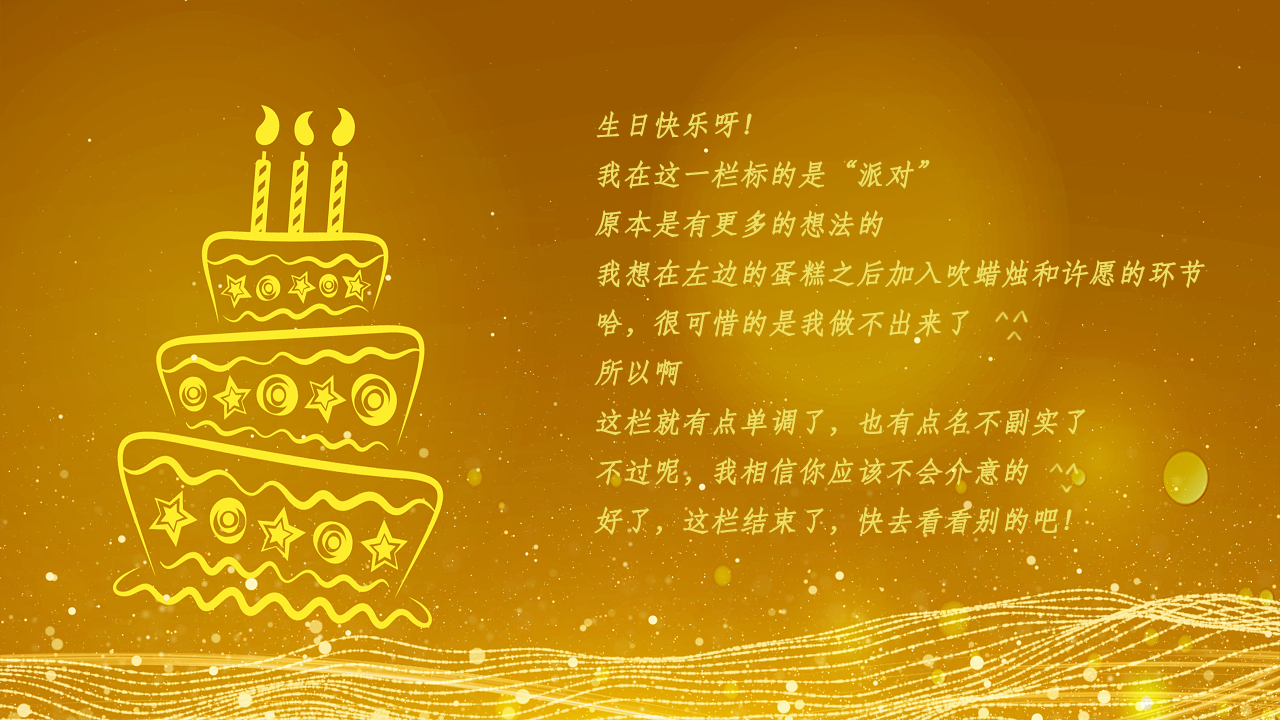 生日快乐呀！
我在这一栏标的是“派对”
原本是有更多的想法的
我想在左边的蛋糕之后加入吹蜡烛和许愿的环节
哈，很可惜的是我做不出来了 ^^
所以啊
这栏就有点单调了，也有点名不副实了
不过呢，我相信你应该不会介意的 ^^
好了，这栏结束了，快去看看别的吧！